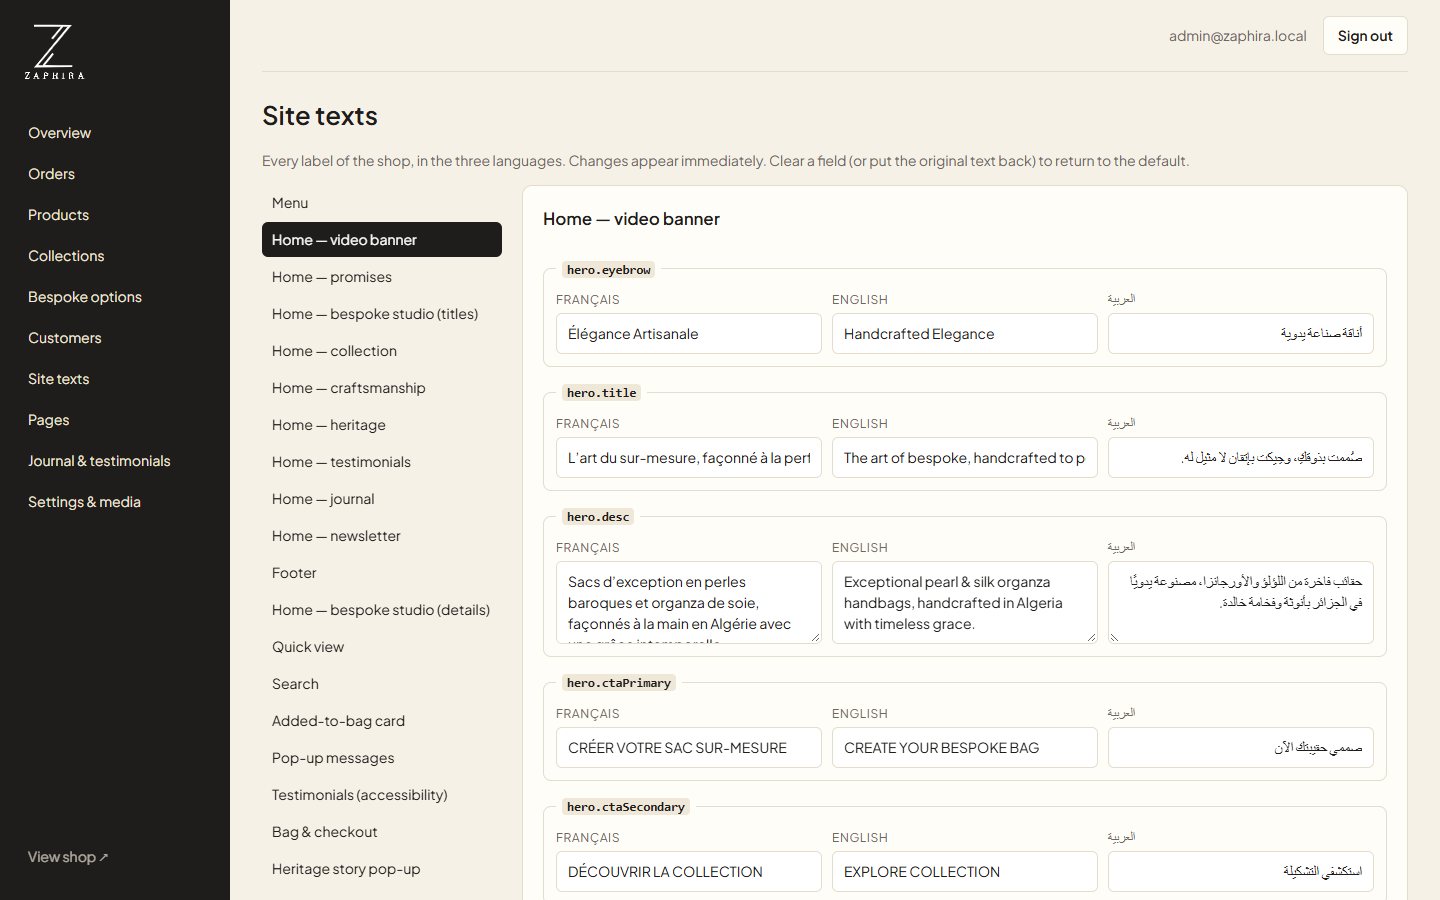 ZAPHIRA
Overview
Orders
Products
Collections
Bespoke options
Customers
Site texts
Pages
Journal & testimonials
Settings & media
View shop ↗
admin@zaphira.local
Sign out
Site texts
Every label of the shop, in the three languages. Changes appear immediately. Clear a field (or put the original text back) to return to the default.
Menu
Home — video banner
Home — promises
Home — bespoke studio (titles)
Home — collection
Home — craftsmanship
Home — heritage
Home — testimonials
Home — journal
Home — newsletter
Footer
Home — bespoke studio (details)
Quick view
Search
Added-to-bag card
Pop-up messages
Testimonials (accessibility)
Bag & checkout
Heritage story pop-up
Home — video banner
hero.eyebrow
FRANÇAIS
Élégance Artisanale
ENGLISH
Handcrafted Elegance
العربية
أناقة صناعة يدوية
hero.title
FRANÇAIS
L'art du sur-mesure, façonné à la perf
ENGLISH
The art of bespoke, handcrafted to p
العربية
صُممت بذوقكِ، وحِيكت بإتقان لا مثيل له.
hero.desc
FRANÇAIS
Sacs d'exception en perles
baroques et organza de soie,
façonnés à la main en Algérie avec
ENGLISH
Exceptional pearl & silk organza
handbags, handcrafted in Algeria
with timeless grace.
العربية
حقائب فاخرة من اللؤلؤ والأورجانزا، مصنوعة يدويًا
في الجزائر بأنوثة وفخامة خالدة.
hero.ctaPrimary
FRANÇAIS
CRÉER VOTRE SAC SUR-MESURE
ENGLISH
CREATE YOUR BESPOKE BAG
العربية
صممي حقيبتك الآن
hero.ctaSecondary
FRANÇAIS
DÉCOUVRIR LA COLLECTION
ENGLISH
EXPLORE COLLECTION
العربية
استكشفي التشكيلة